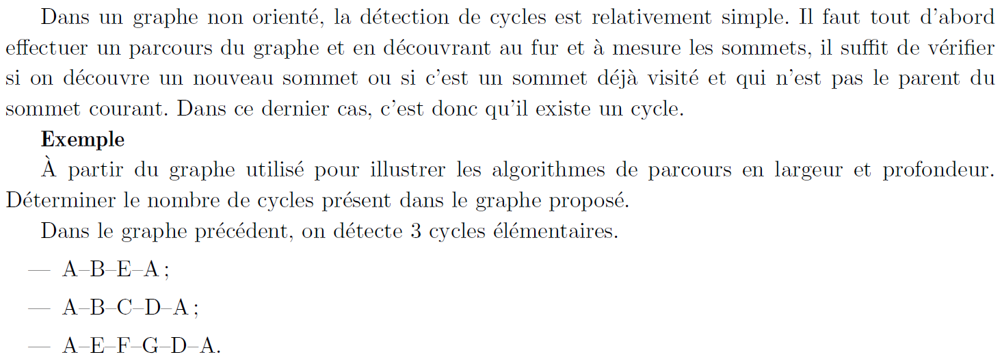 Dans un graphe non orienté, la détection de cycles est relativement simple. Il faut tout d'abord
effectuer un parcours du graphe et en découvrant au fur et à mesure les sommets, il suffit de vérifier
si on découvre un nouveau sommet ou si c'est un sommet déjà visité et qui n'est pas le parent du
sommet courant. Dans ce dernier cas, c'est donc qu'il existe un cycle.
Exemple
À partir du graphe utilisé pour illustrer les algorithmes de parcours en largeur et profondeur.
Déterminer le nombre de cycles présent dans le graphe proposé.
Dans le graphe précédent, on détecte 3 cycles élémentaires.
— A–B–E–A ;
— A–B–C–D–A ;
— A–E–F–G–D–A.